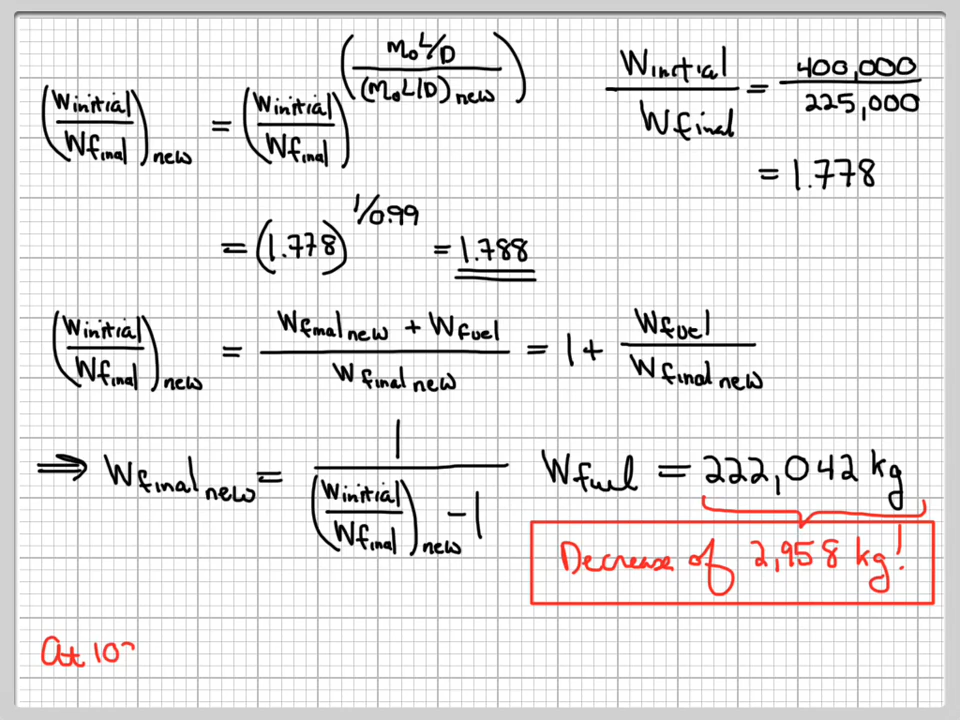 (Winitial/Wfinal)new = (Winitial/Wfinal)^(M∞L/D/(M∞L/D)new)
Winitial/Wfinal = 400,000/225,000
= 1.778
= (1.778)^1/0.99 = 1.788
(Winitial/Wfinal)new = Wfinal new + Wfuel/Wfinal new = 1 + Wfuel/Wfinal new
⟹ Wfinal new = 1/((Winitial/Wfinal)new - 1) Wfuel = 222,042 kg
Decrease of 2,958 kg!
At 10